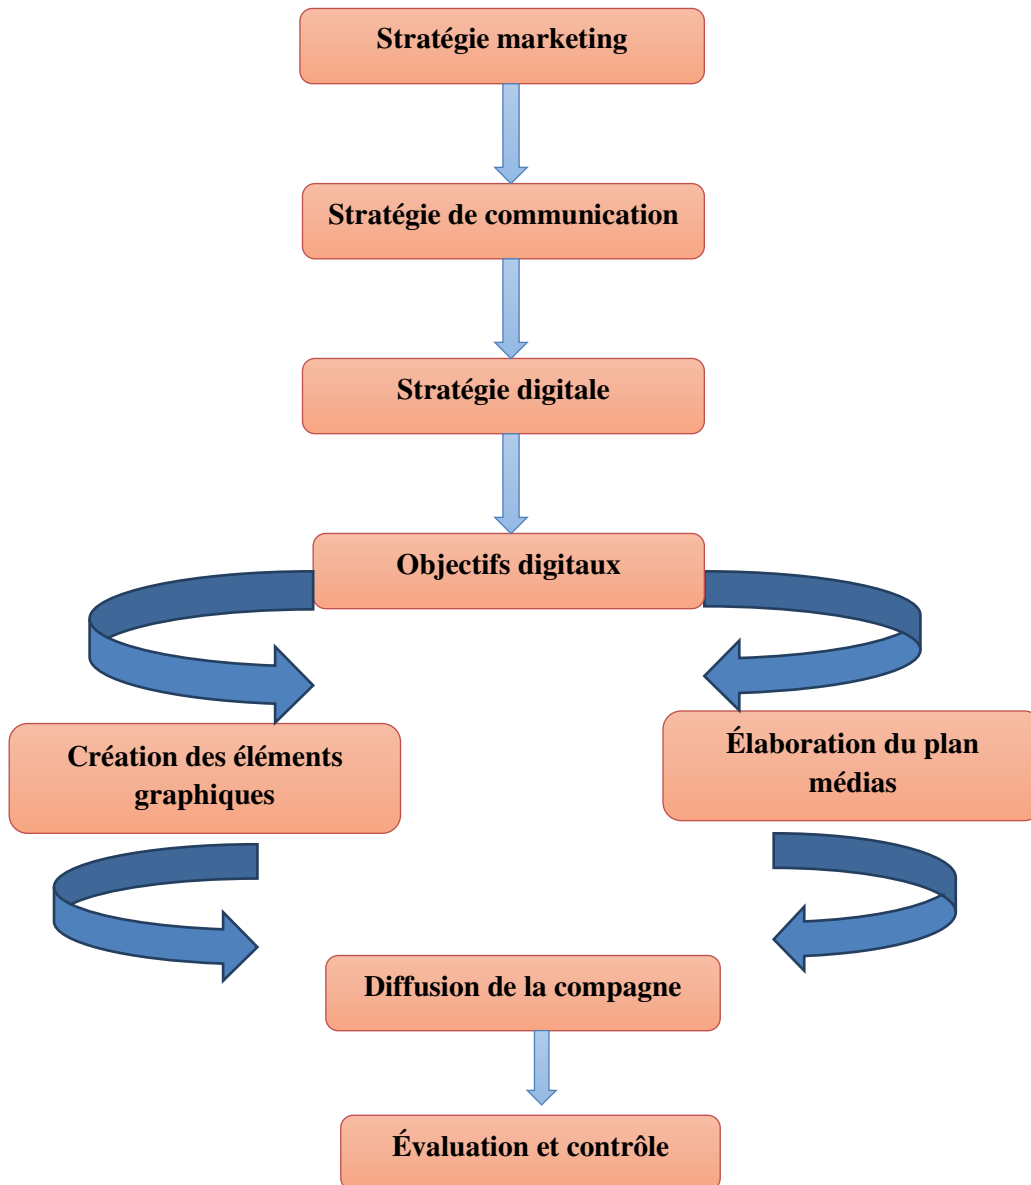 Stratégie marketing
Stratégie de communication
Stratégie digitale
Objectifs digitaux
Création des éléments
graphiques
Élaboration du plan
médias
Diffusion de la compagne
Évaluation et contrôle